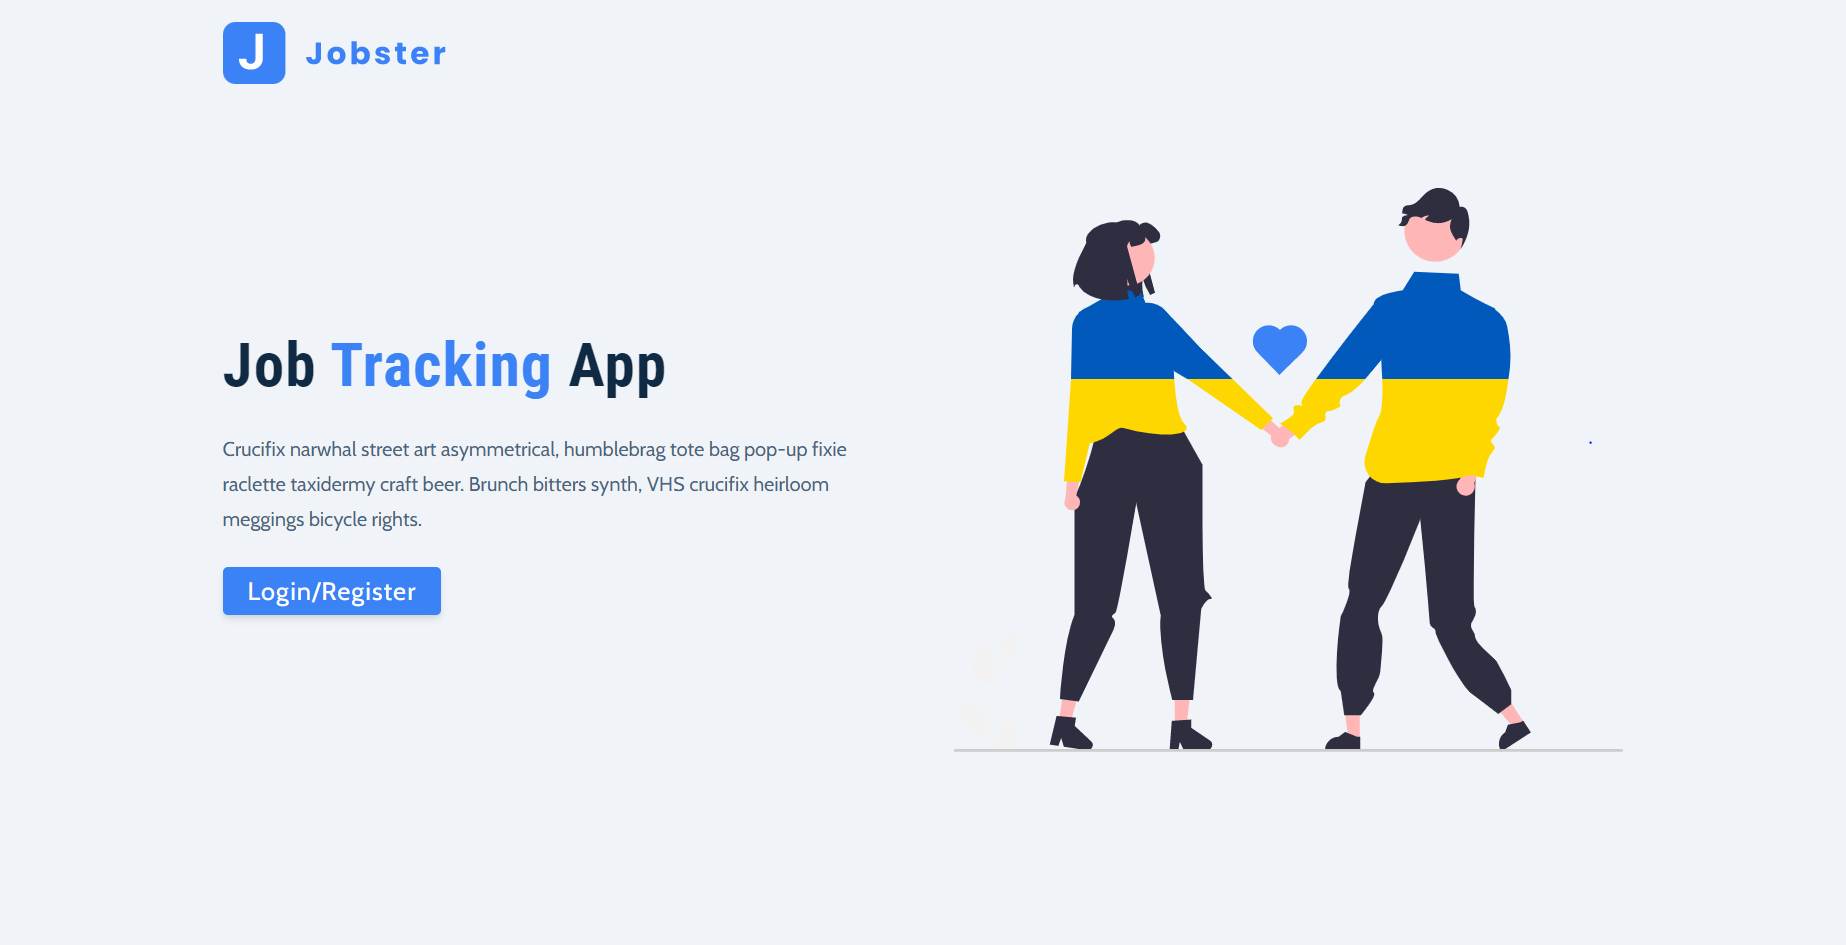 J Jobster
Job Tracking App
Crucifix narwhal street art asymmetrical, humblebrag tote bag pop-up fixie
raclette taxidermy craft beer. Brunch bitters synth, VHS crucifix heirloom
meggings bicycle rights.
Login/Register